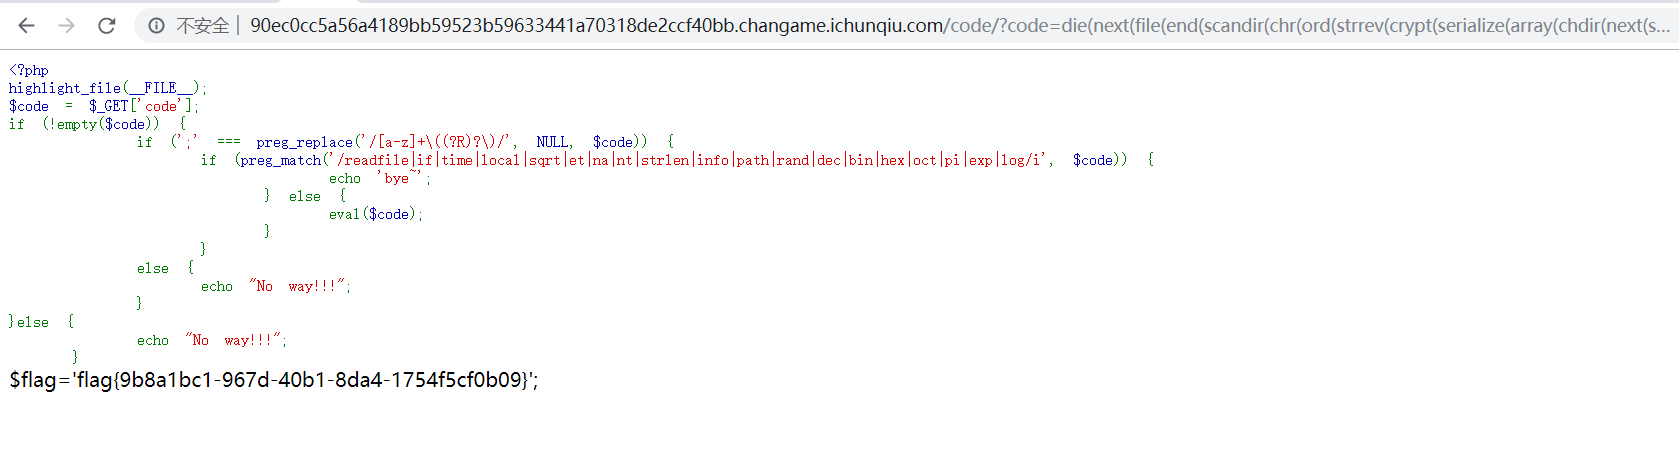 不安全 | 90ec0cc5a56a4189bb59523b59633441a70318de2ccf40bb.changame.ichunqiu.com/code/?code=die(next(file(end(scandir(chr(ord(strrev(crypt(serialize(array(chdir(next(s...
<?php
highlight_file(__FILE__);
$code = $_GET['code'];
if (!empty($code)) {
if (';' === preg_replace('/[a-z]+\((?R)?\)/', NULL, $code)) {
if (preg_match('/readfile|if|time|local|sqrt|et|na|nt|strlen|info|path|rand|dec|bin|hex|oct|pi|exp|log/i', $code)) {
echo 'bye~';
} else {
eval($code);
}
}
else {
echo "No way!!!";
}
}else {
echo "No way!!!";
}
$flag='flag{9b8a1bc1-967d-40b1-8da4-1754f5cf0b09}';